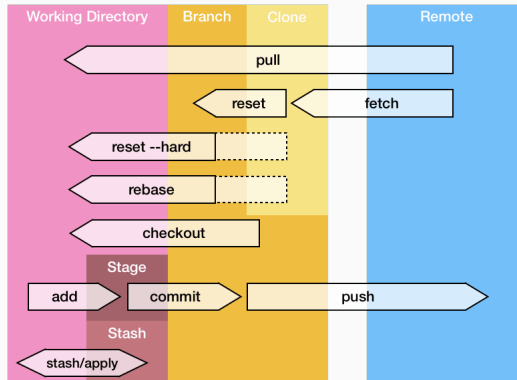 Working Directory Branch Clone Remote
pull
reset fetch
reset --hard
rebase
checkout
Stage
add commit push
Stash
stash/apply